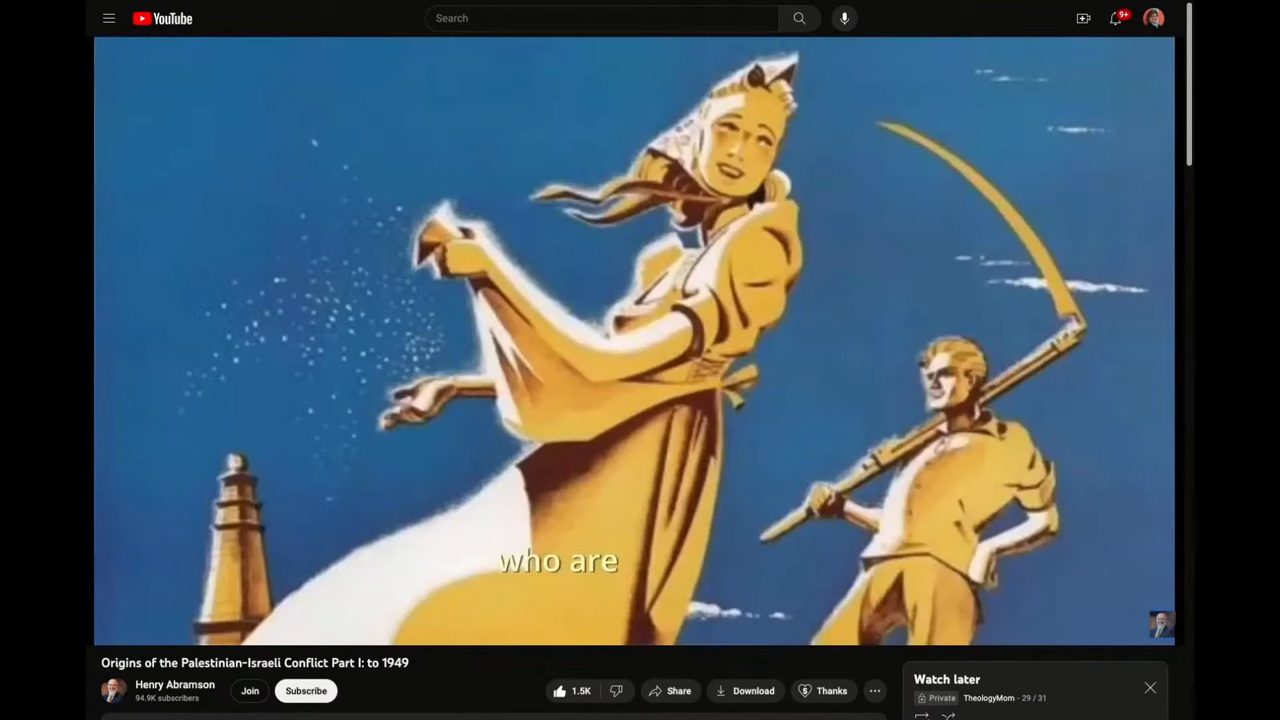 YouTube
Search
9+
who are
Origins of the Palestinian-Israeli Conflict Part I: to 1949
Henry Abramson
94.9K subscribers
Join
Subscribe
1.5K
Share
Download
Thanks
Watch later
Private
TheologyMom - 29 / 31